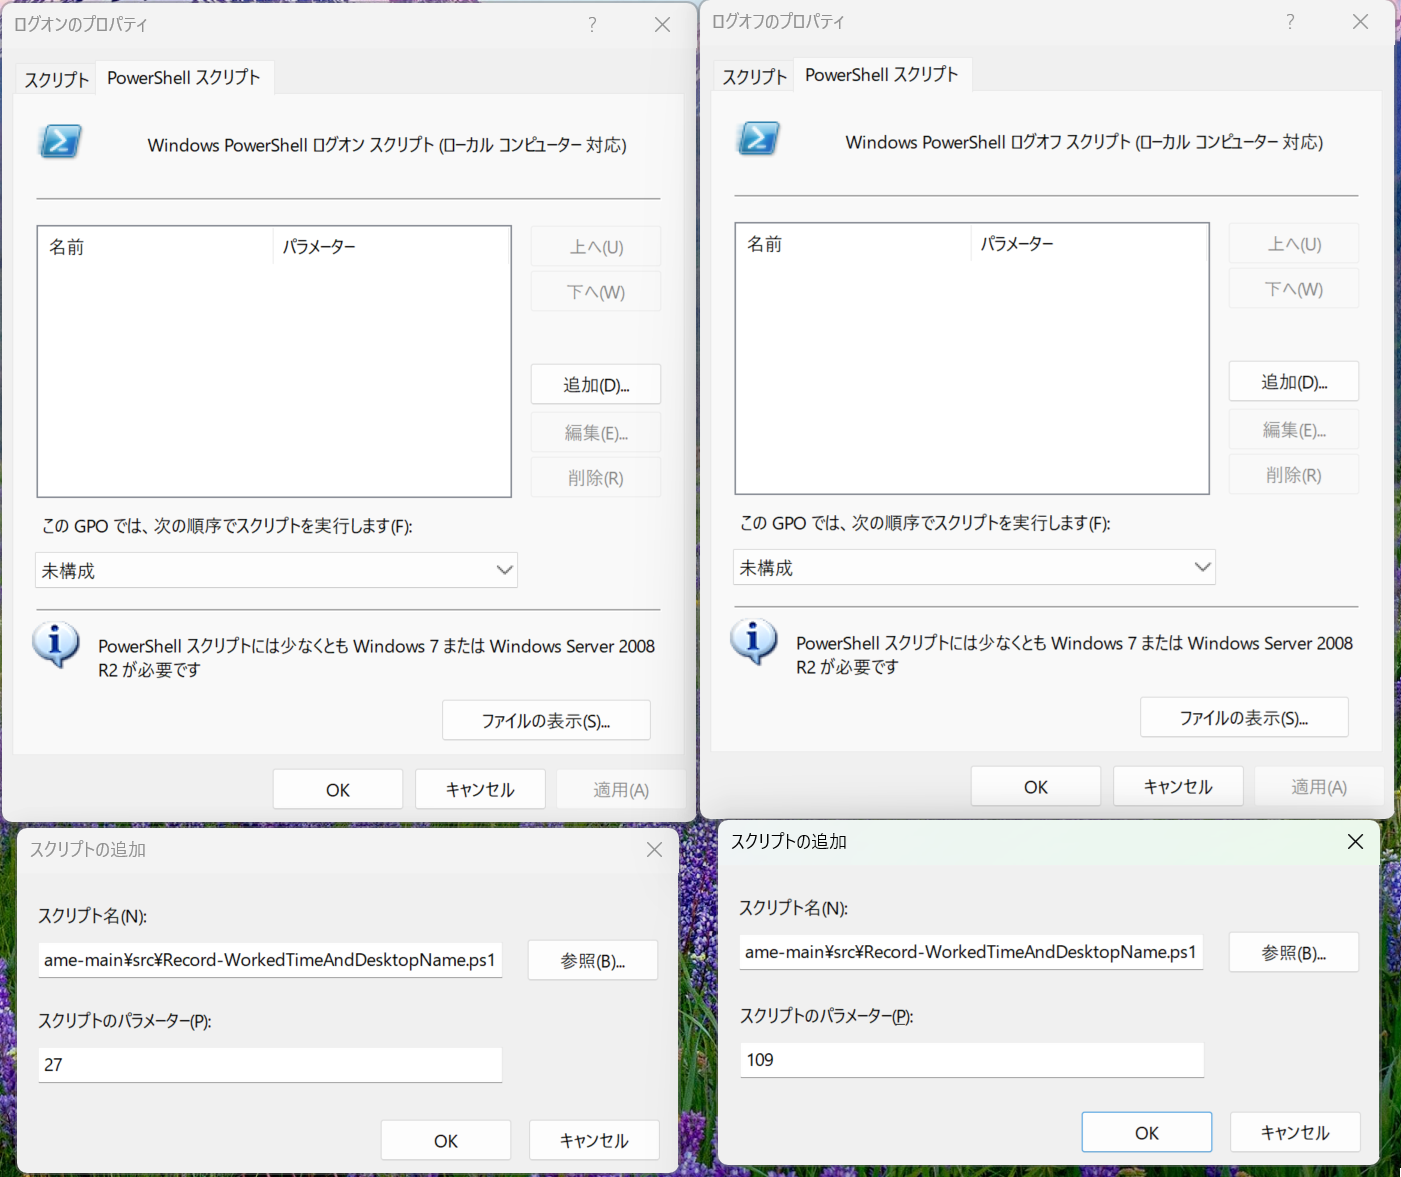 ログオンのプロパティ
スクリプト
PowerShell スクリプト
Windows PowerShell ログオン スクリプト (ローカル コンピューター 対応)
名前
パラメーター
上へ(U)
下へ(W)
追加(D)...
編集(E)...
削除(R)
この GPO では、次の順序でスクリプトを実行します(F):
未構成
PowerShell スクリプトには少なくとも Windows 7 または Windows Server 2008
R2 が必要です
ファイルの表示(S)...
OK
キャンセル
適用(A)
ログオフのプロパティ
スクリプト
PowerShell スクリプト
Windows PowerShell ログオフ スクリプト (ローカル コンピューター 対応)
名前
パラメーター
上へ(U)
下へ(W)
追加(D)...
編集(E)...
削除(R)
この GPO では、次の順序でスクリプトを実行します(F):
未構成
PowerShell スクリプトには少なくとも Windows 7 または Windows Server 2008
R2 が必要です
ファイルの表示(S)...
OK
キャンセル
適用(A)
スクリプトの追加
スクリプト名(N):
ame-main¥src¥Record-WorkedTimeAndDesktopName.ps1
参照(B)...
スクリプトのパラメーター(P):
27
OK
キャンセル
スクリプトの追加
スクリプト名(N):
ame-main¥src¥Record-WorkedTimeAndDesktopName.ps1
参照(B)...
スクリプトのパラメーター(P):
109
OK
キャンセル